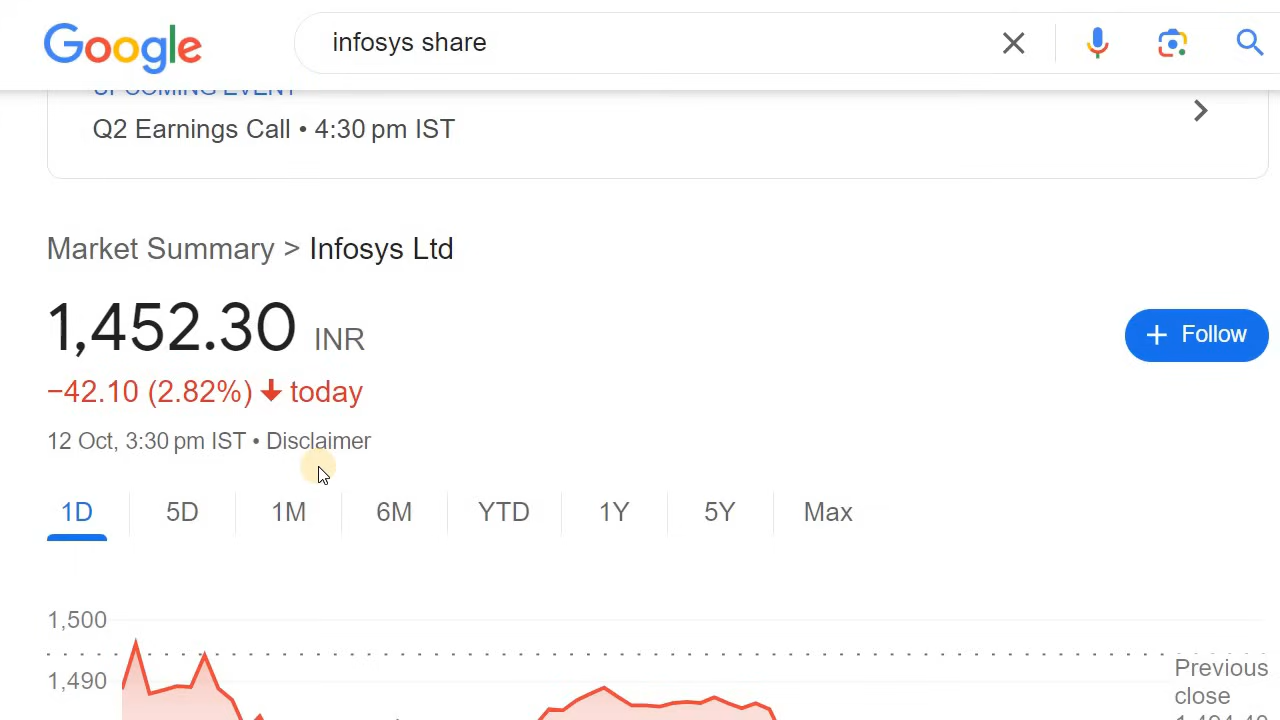 Google
infosys share
UPCOMING EVENT
Q2 Earnings Call • 4:30 pm IST
Market Summary > Infosys Ltd
1,452.30 INR
+ Follow
−42.10 (2.82%) ↓ today
12 Oct, 3:30 pm IST • Disclaimer
1D 5D 1M 6M YTD 1Y 5Y Max
1,500
1,490
Previous
close